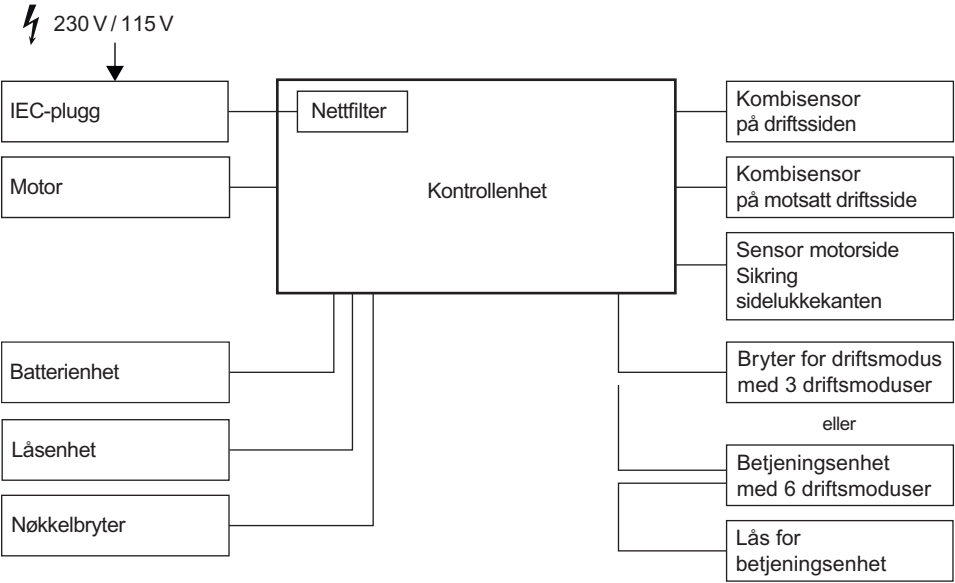 230 V / 115 V
IEC-plugg
Nettfilter
Kombisensor
på driftssiden
Motor
Kontrollenhet
Kombisensor
på motsatt driftsside
Sensor motorside
Sikring
sidelukkekanten
Batterienhet
Bryter for driftsmodus
med 3 driftsmoduser
eller
Låsenhet
Betjeningsenhet
med 6 driftsmoduser
Nøkkelbryter
Lås for
betjeningsenhet